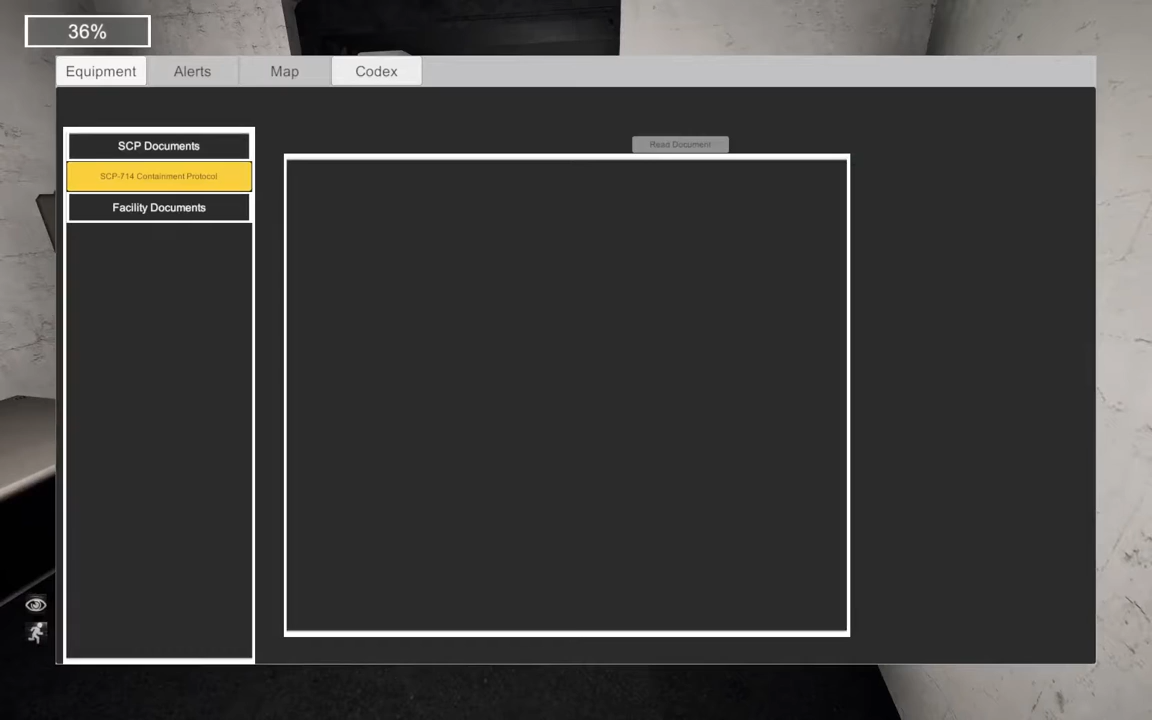 36%
Equipment Alerts Map Codex
SCP Documents
Read Document
SCP-714 Containment Protocol
Facility Documents